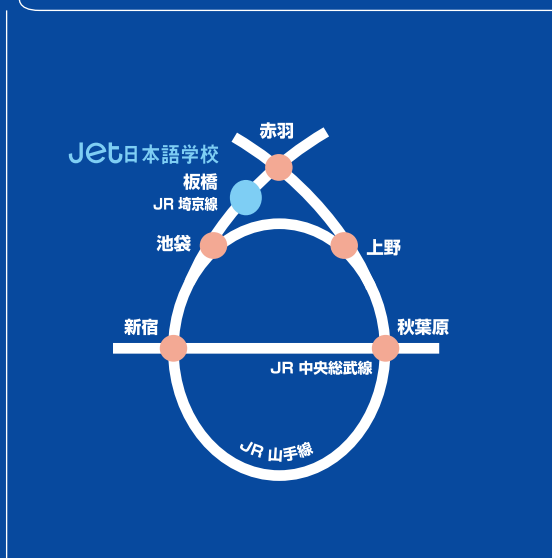 赤羽
Jet日本語学校
板橋
JR 埼京線
池袋
上野
新宿
秋葉原
JR 中央総武線
JR 山手線